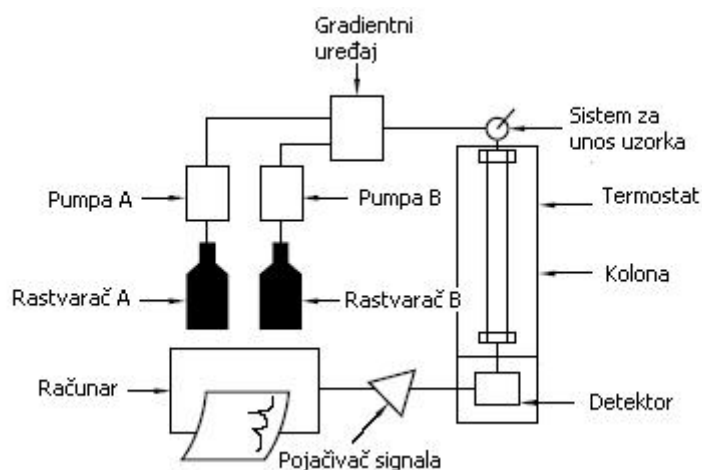 Gradientni
uređaj
Sistem za
unos uzorka
Pumpa A
Pumpa B
Termostat
Rastvarač A
Rastvarač B
Kolona
Računar
Detektor
Pojačivač signala